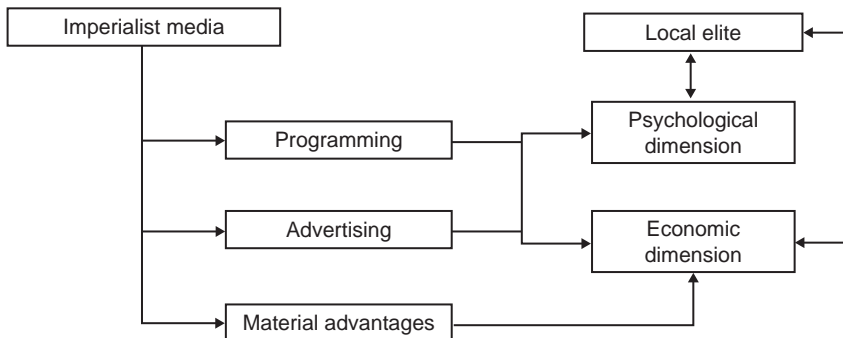 Imperialist media
Local elite
Programming
Psychological
dimension
Advertising
Economic
dimension
Material advantages